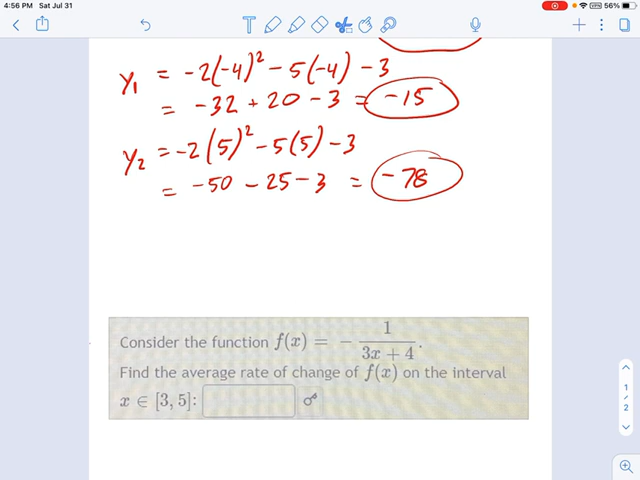 4:56 PM Sat Jul 31
56%
y₁ = -2(-4)² - 5(-4) - 3
= -32 + 20 - 3 = -15
y₂ = -2(5)² - 5(5) - 3
= -50 - 25 - 3 = -78
Consider the function f(x) = - 1/(3x + 4).
Find the average rate of change of f(x) on the interval
x ∈ [3, 5]:
1
2